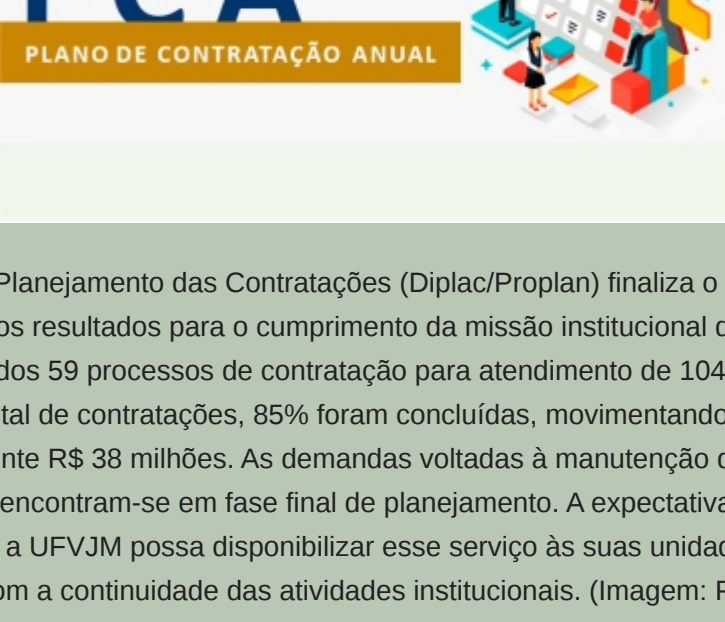 PCA
PLANO DE CONTRATAÇÃO ANUAL
Planejamento das Contratações (Diplac/Proplan) finaliza o
os resultados para o cumprimento da missão institucional
dos 59 processos de contratação para atendimento de 104
tal de contratações, 85% foram concluídas, movimentando
nte R$ 38 milhões. As demandas voltadas à manutenção
encontram-se em fase final de planejamento. A expectativa
a UFVJM possa disponibilizar esse serviço às suas unidad
om a continuidade das atividades institucionais. (Imagem: